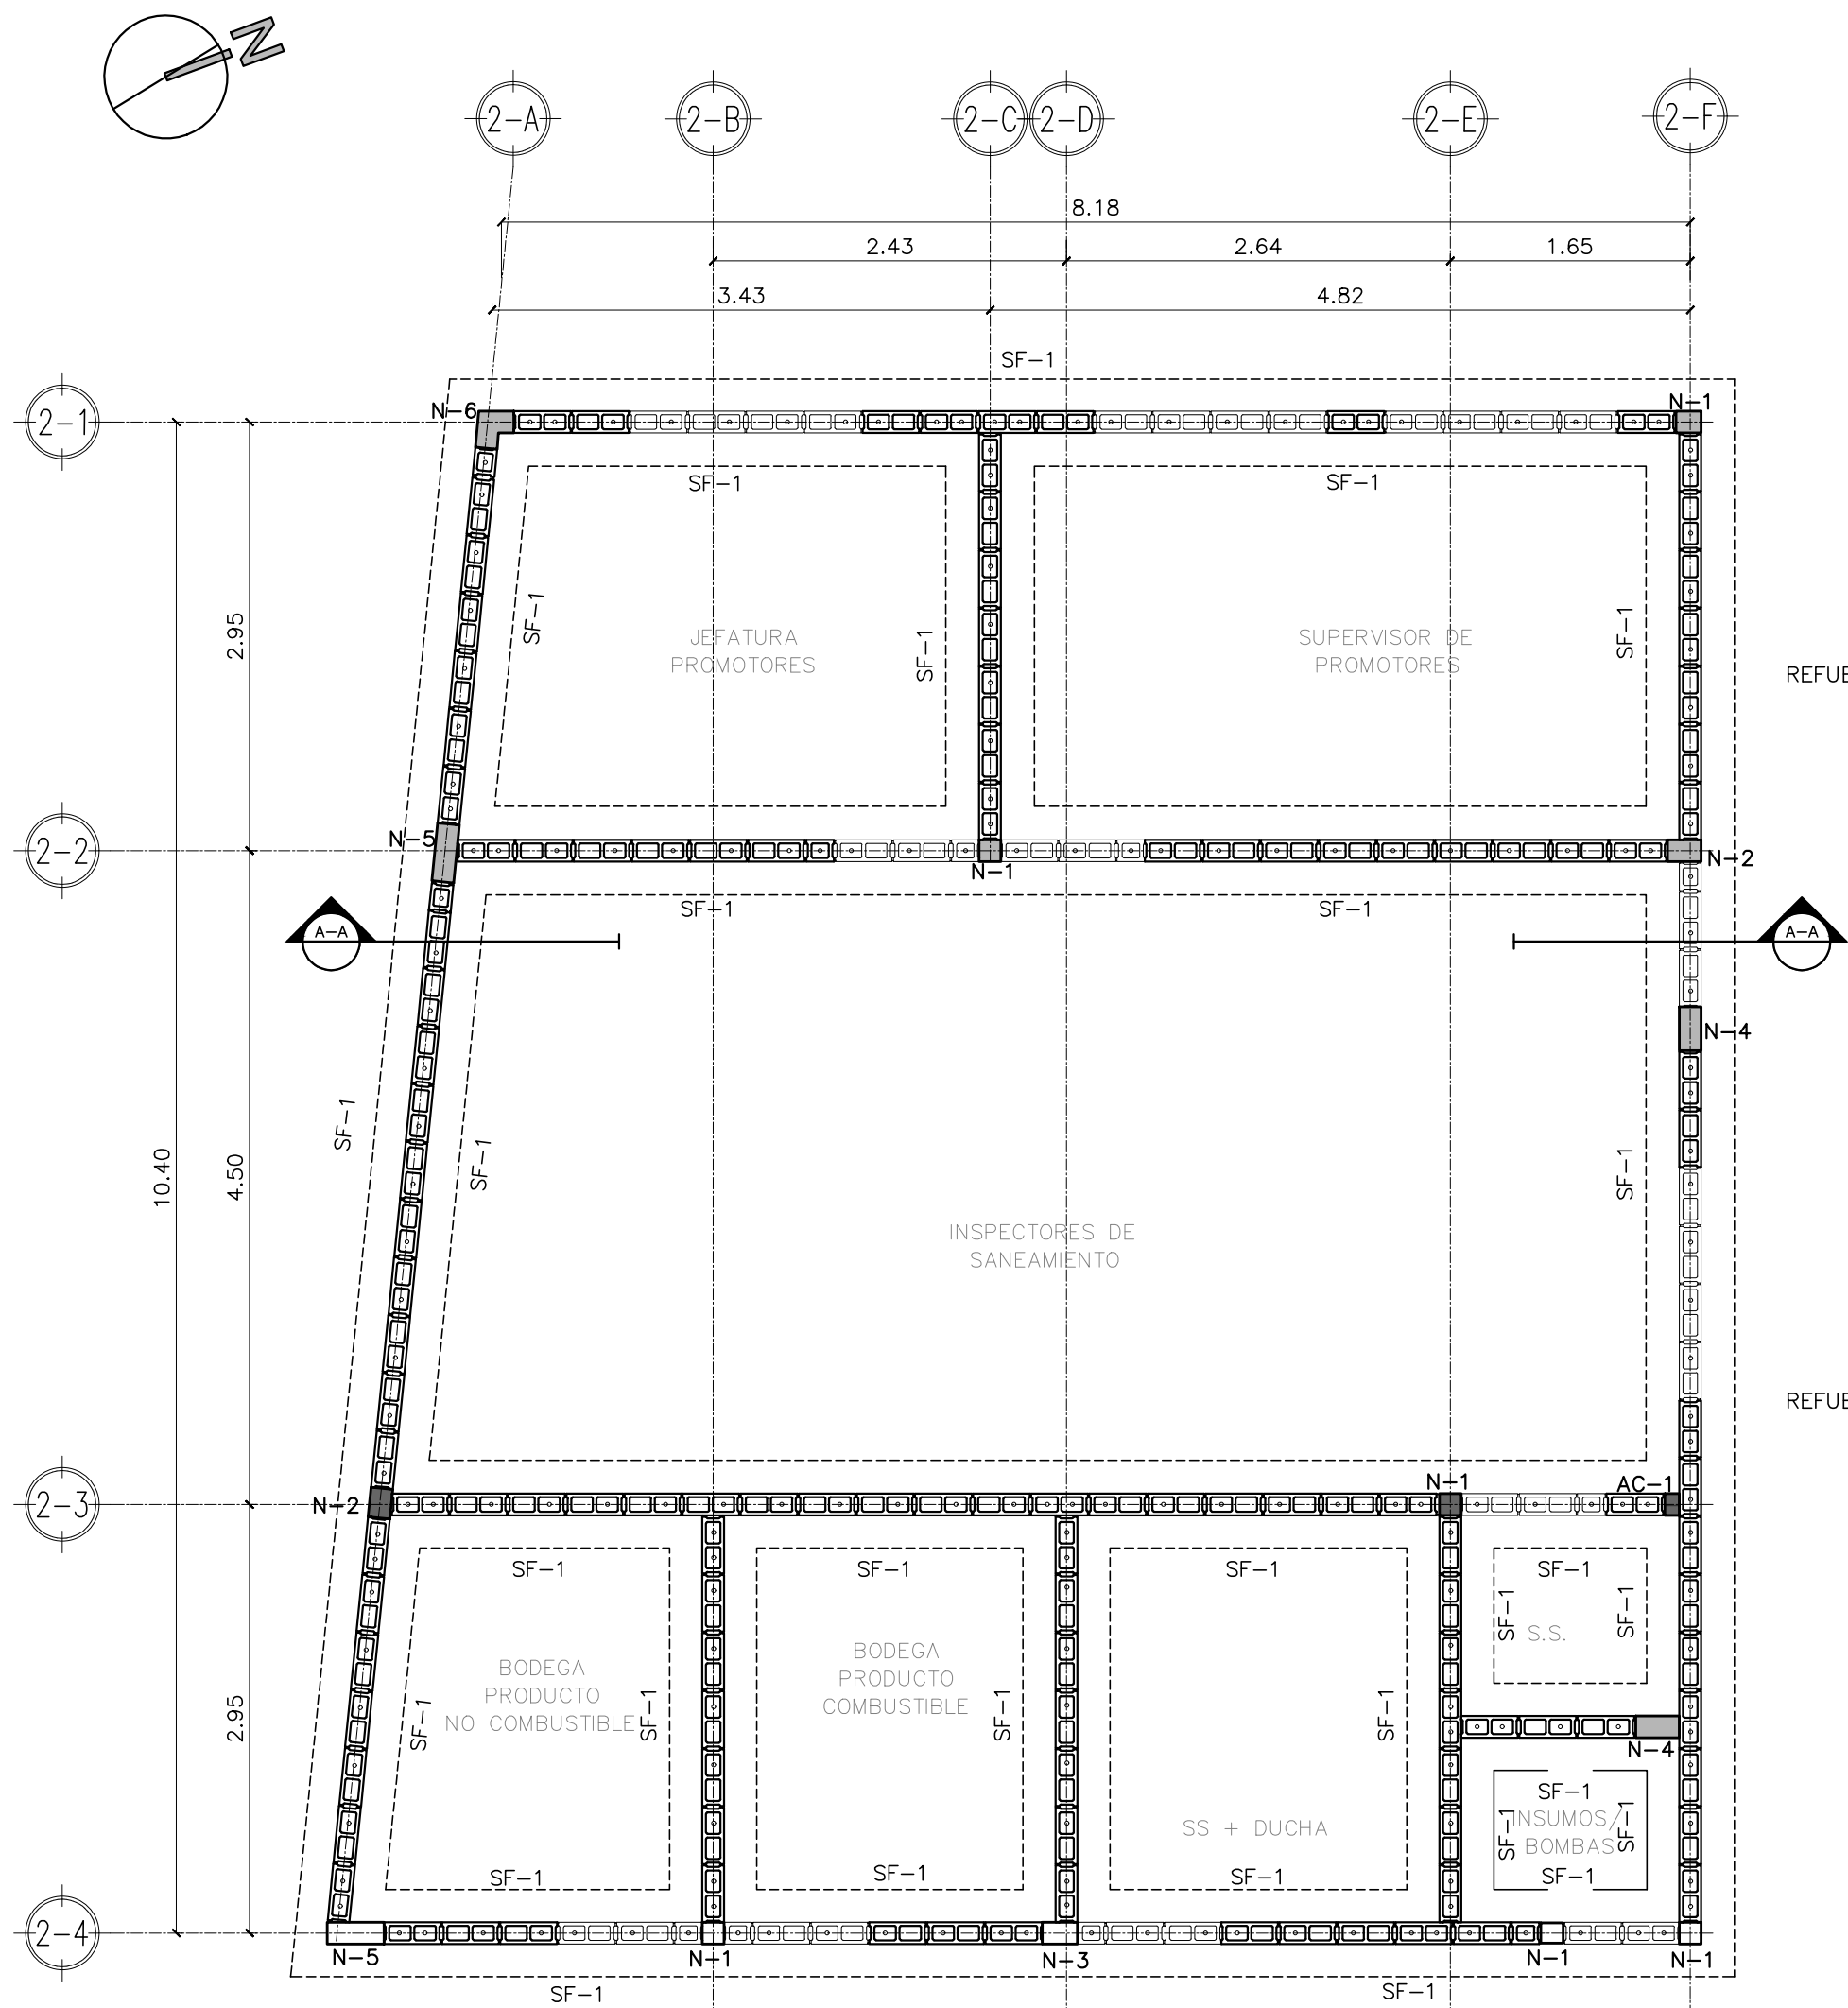 N
2-A
2-B
2-C
2-D
2-E
2-F
8.18
2.43
2.64
1.65
3.43
4.82
SF-1
N-6
N-1
2-1
SF-1
SF-1
2.95
SF-1
JEFATURA
PROMOTORES
SF-1
SUPERVISOR DE
PROMOTORES
SF-1
REFUE
2-2
N-5
N-1
N-2
SF-1
SF-1
A-A
A-A
N-4
SF-1
SF-1
SF-1
10.40
4.50
INSPECTORES DE
SANEAMIENTO
REFUE
2-3
N-2
N-1
AC-1
SF-1
SF-1
SF-1
SF-1
SF-1
SF-1
S.S.
BODEGA
PRODUCTO
NO COMBUSTIBLE
BODEGA
PRODUCTO
COMBUSTIBLE
2.95
SF-1
SF-1
SF-1
SF-1
N-4
SF-1
SF-1
SF-1
INSUMOS/
BOMBAS
SS + DUCHA
SF-1
SF-1
SF-1
SF-1
2-4
N-5
N-1
N-3
N-1
N-1
SF-1
SF-1